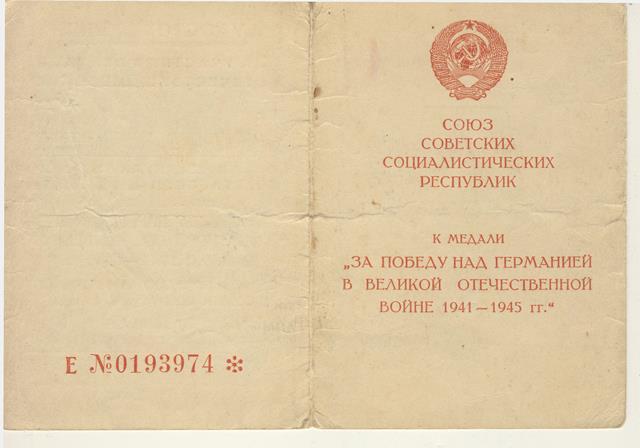 СОЮЗ
СОВЕТСКИХ
СОЦИАЛИСТИЧЕСКИХ
РЕСПУБЛИК
К МЕДАЛИ
„ЗА ПОБЕДУ НАД ГЕРМАНИЕЙ
В ВЕЛИКОЙ ОТЕЧЕСТВЕННОЙ
ВОЙНЕ 1941—1945 гг.“
Е №0193974 ✻